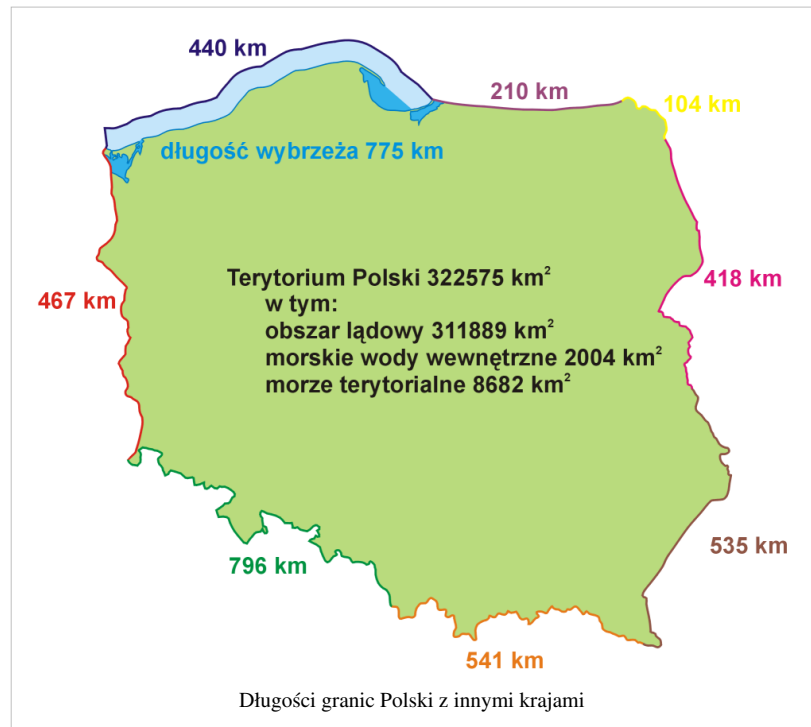 440 km
210 km
104 km
długość wybrzeża 775 km
Terytorium Polski 322575 km²
w tym:
obszar lądowy 311889 km²
morskie wody wewnętrzne 2004 km²
morze terytorialne 8682 km²
418 km
467 km
535 km
796 km
541 km
Długości granic Polski z innymi krajami